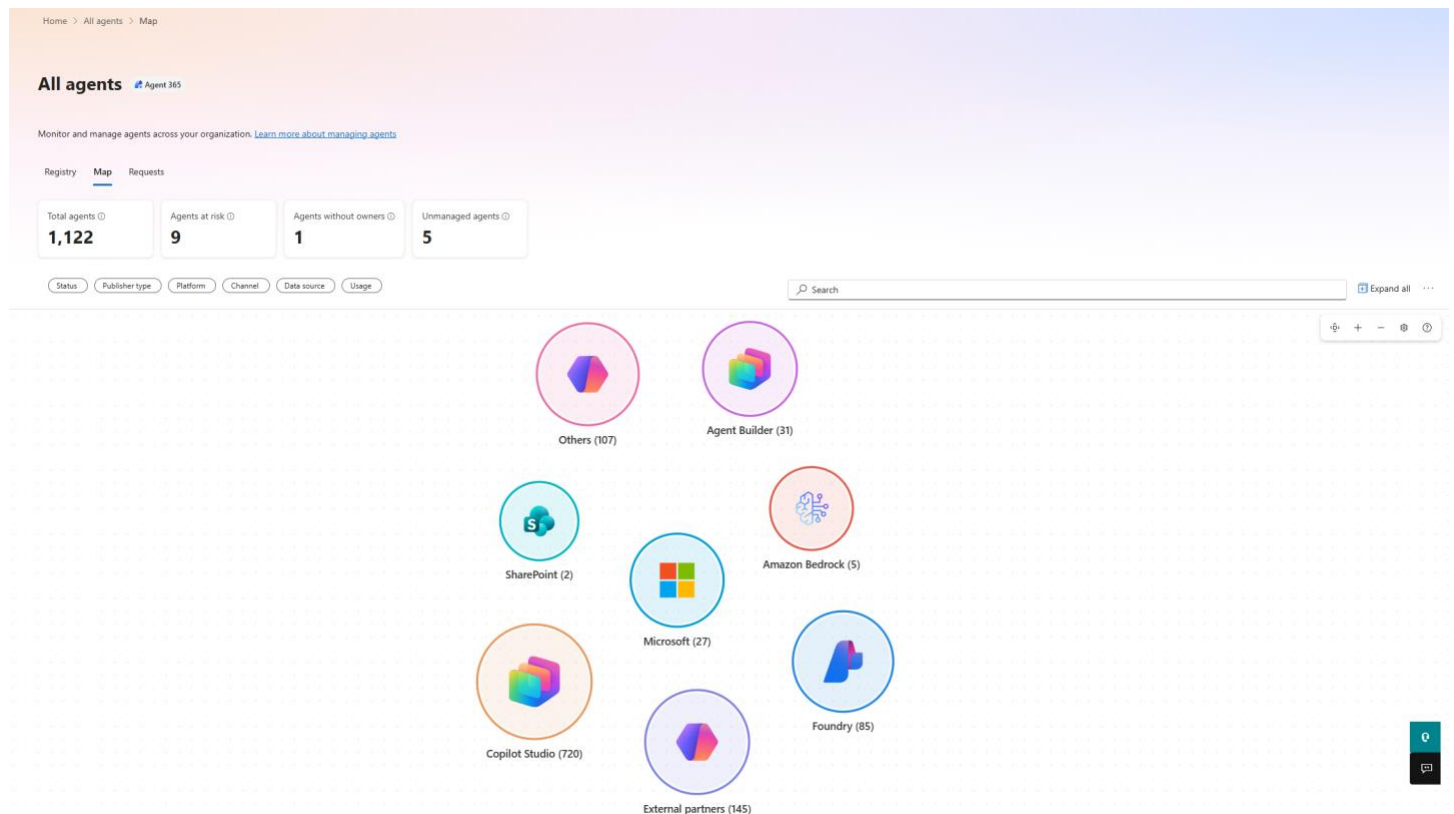 Home > All agents > Map
All agents Agent 365
Monitor and manage agents across your organization. Learn more about managing agents
Registry Map Requests
Total agents Agents at risk Agents without owners Unmanaged agents
1,122 9 1 5
Status Publisher type Platform Channel Data source Usage
Search
Expand all
Others (107)
Agent Builder (31)
S
SharePoint (2)
Amazon Bedrock (5)
Microsoft (27)
Copilot Studio (720)
Foundry (85)
External partners (145)